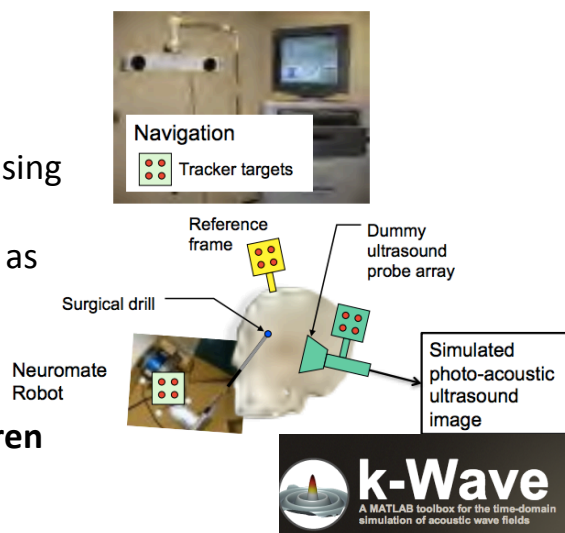 Navigation
Tracker targets
sing
as
Reference
frame
Dummy
ultrasound
probe array
Surgical drill
Neuromate
Robot
Simulated
photo-acoustic
ultrasound
image
ren
k-Wave
A MATLAB toolbox for the time-domain
simulation of acoustic wave fields